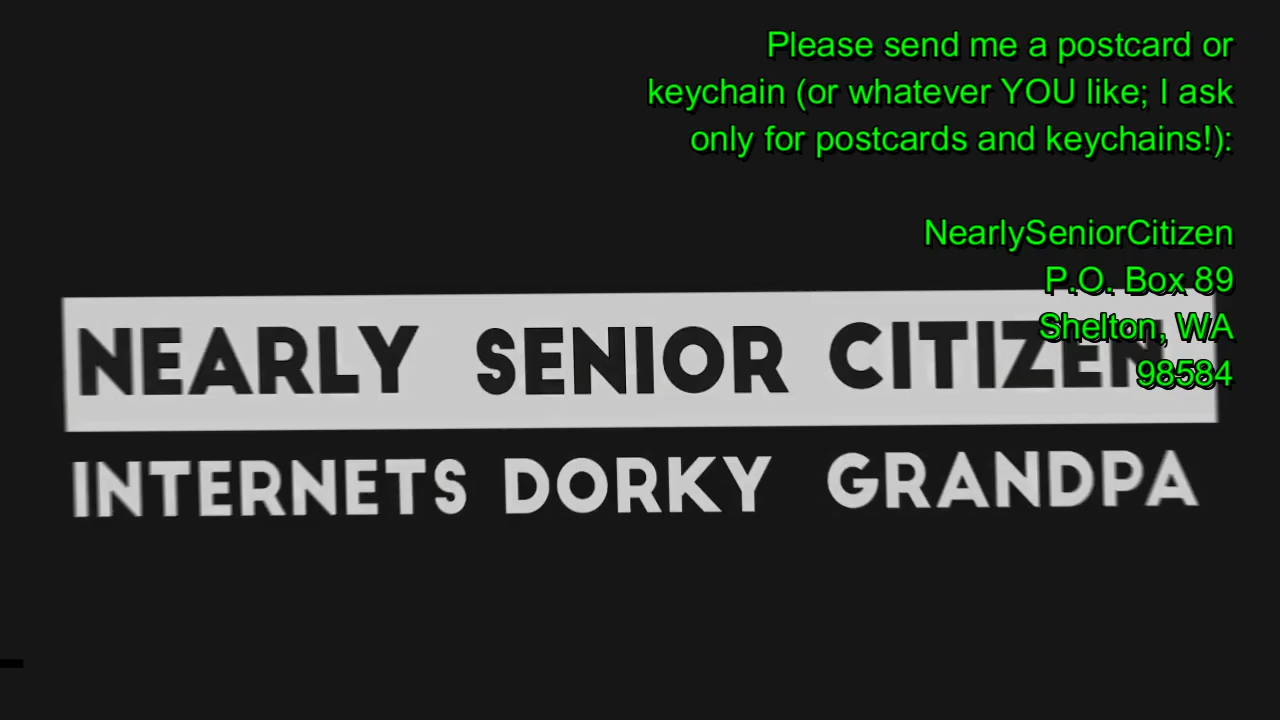 Please send me a postcard or
keychain (or whatever YOU like; I ask
only for postcards and keychains!):
NearlySeniorCitizen
P.O. Box 89
Shelton, WA
98584
NEARLY SENIOR CITIZEN
INTERNETS DORKY GRANDPA